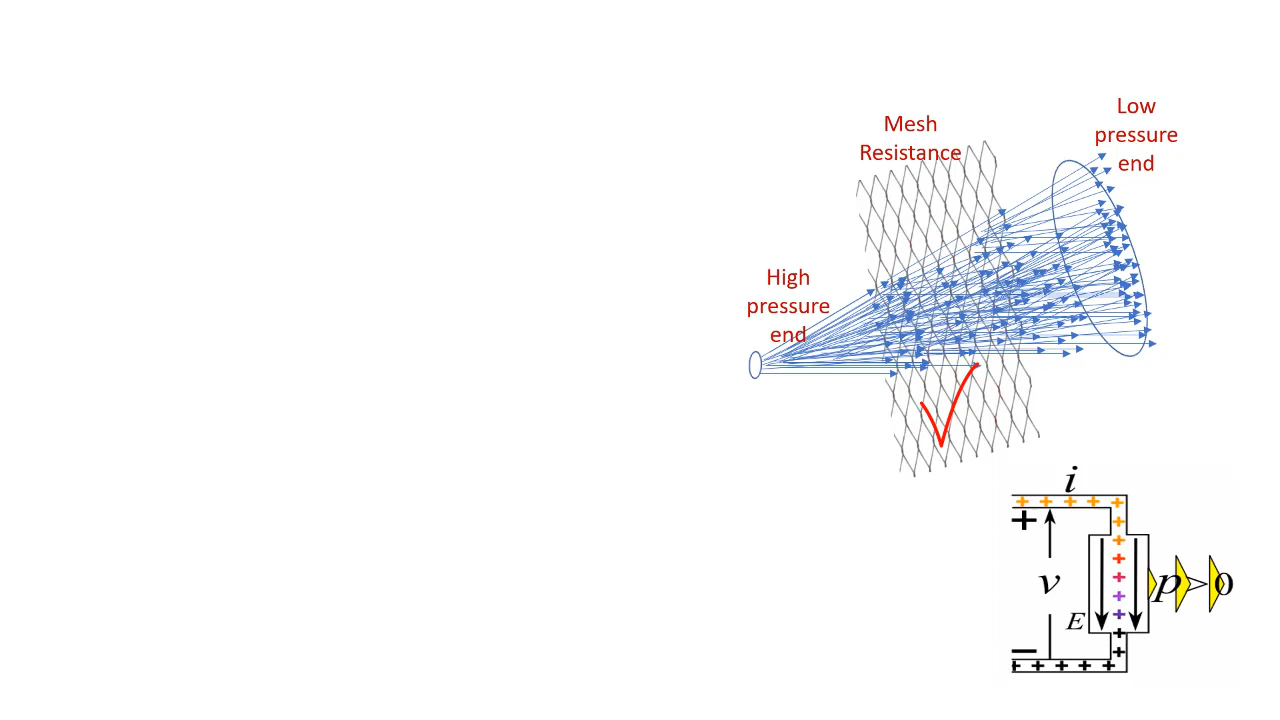 Low
pressure
end
Mesh
Resistance
High
pressure
end
i
+ + + + +
+
v
E
p > 0
−
+ + + + +